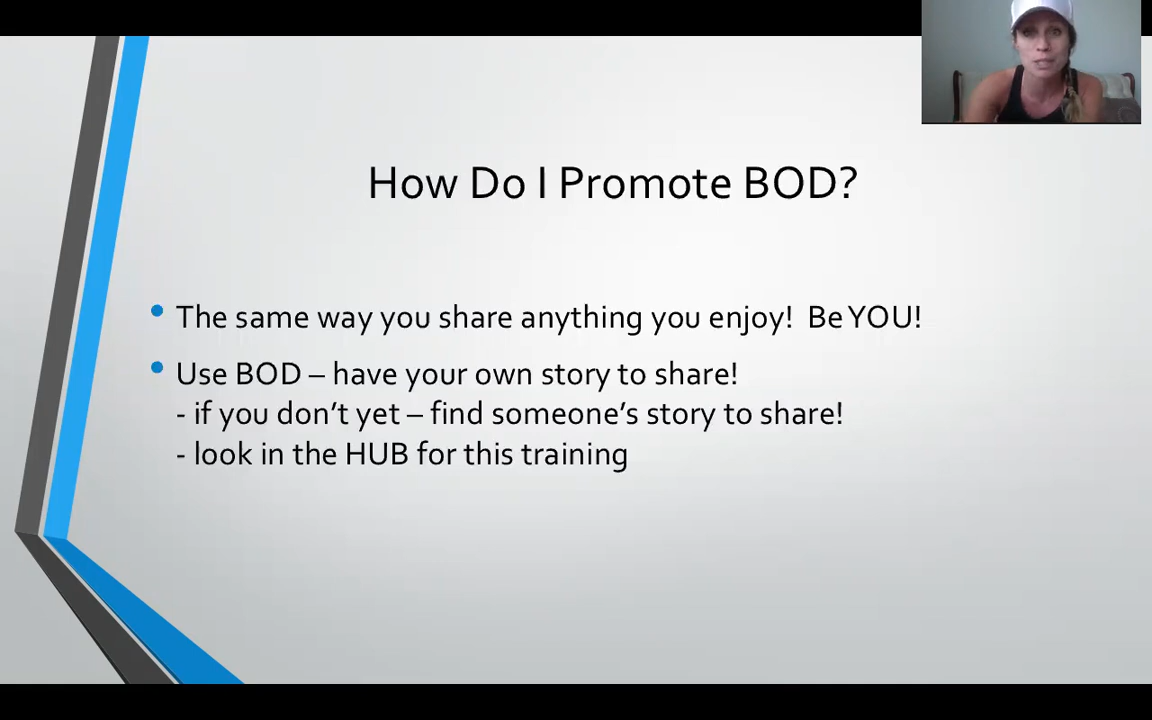 How Do I Promote BOD?
• The same way you share anything you enjoy!  Be YOU!
• Use BOD – have your own story to share!
- if you don't yet – find someone's story to share!
- look in the HUB for this training